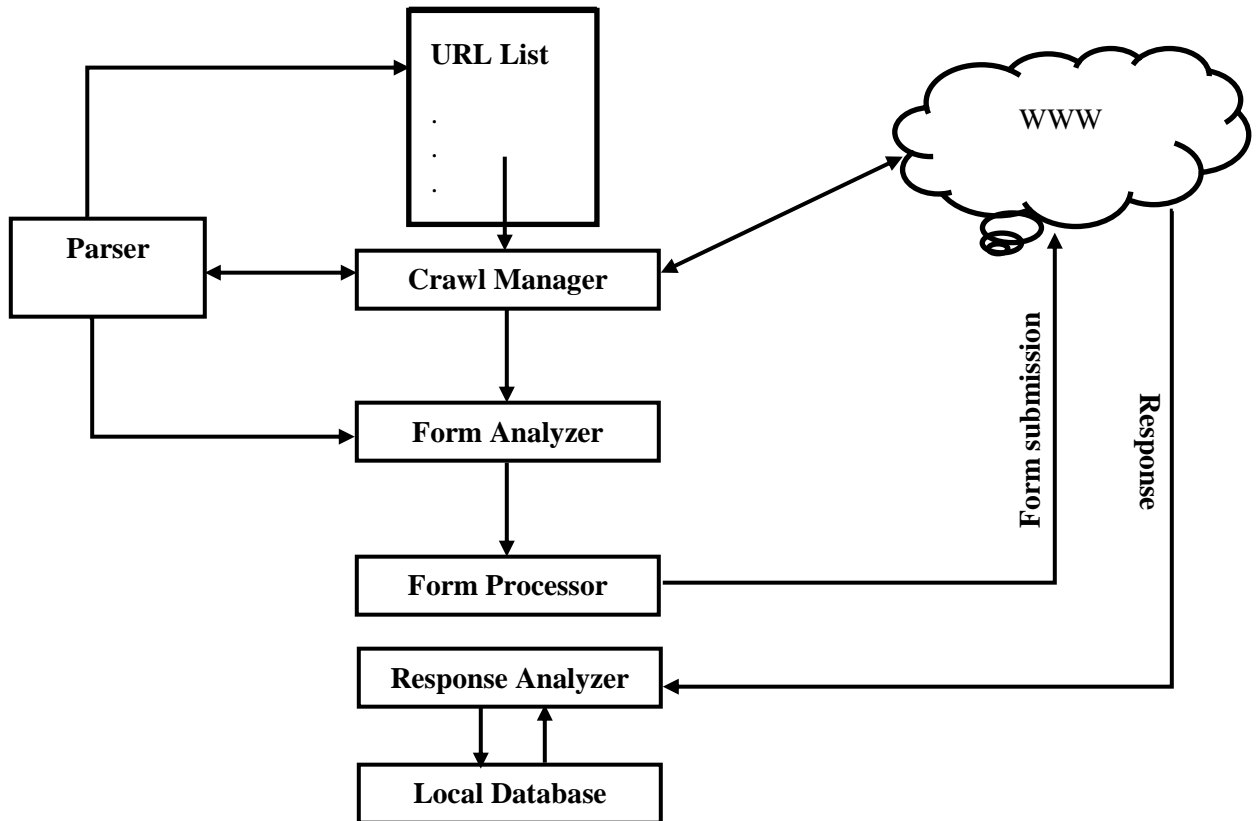 URL List
.
.
.
WWW
Parser
Crawl Manager
Form Analyzer
Form submission
Response
Form Processor
Response Analyzer
Local Database